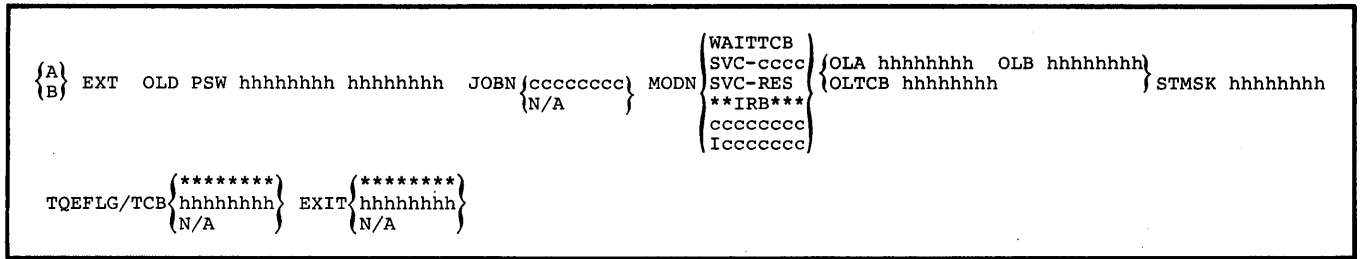 WAITTCB
A SVC-cccc OLA hhhhhhhh OLB hhhhhhhh
B EXT OLD PSW hhhhhhhh hhhhhhhh JOBN cccccccc MODN SVC-RES OLTCB hhhhhhhh STMSK hhhhhhhh
N/A **IRB***
cccccccc
Iccccccc
******** ********
TQEFLG/TCB hhhhhhhh EXIT hhhhhhhh
N/A N/A